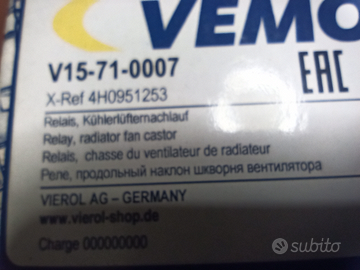 VEMO
V15-71-0007
X-Ref 4H0951253
EAC
Relais, Kühlerlüfternachlauf
Relay, radiator fan castor
Relais, chasse du ventilateur de radiateur
Реле, продольный наклон шкворня вентилятора
VIEROL AG – GERMANY
www.vierol-shop.de
Charge 000000000
subito